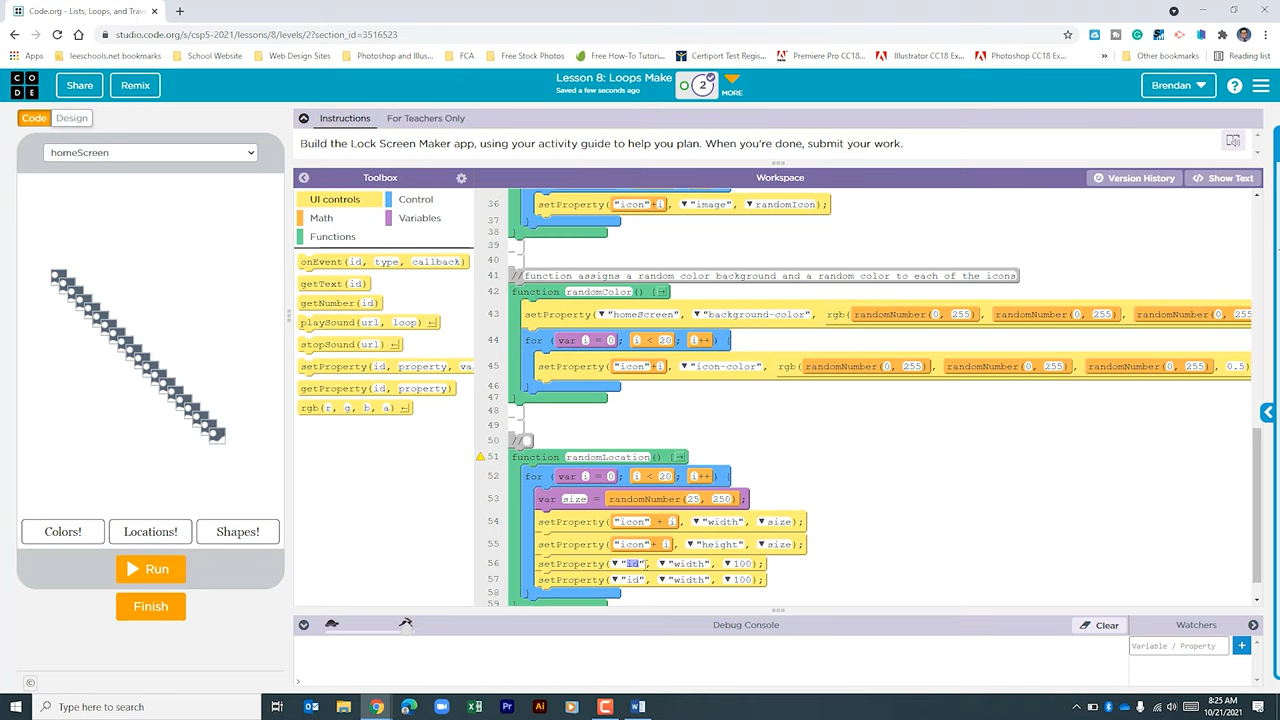 Code.org - Lists, Loops, and Trav
studio.code.org/s/csp5-2021/lessons/8/levels/2?section_id=3516523
Apps
leeschools.net bookmarks
School Website
Web Design Section
Photoshop and Illus...
FCA
Free Stock Photos
How To Tutori...
Certiport Test Regis...
Premiere Pro CC18...
Illustrator CC18 Ex...
Photoshop CC18 Ex...
»
Other bookmarks
Reading list
CODE
Share
Remix
Lesson 8: Loops Make
Saved a few seconds ago
2
MORE
Brendan
?
Code
Design
Instructions
For Teachers Only
homeScreen
Build the Lock Screen Maker app, using your activity guide to help you plan. When you're done, submit your work.
Toolbox
Workspace
Version History
</> Show Text
UI controls
Control
Math
Variables
Functions
onEvent(id, type, callback)
getText(id)
getNumber(id)
playSound(url, loop)
stopSound(url)
setProperty(id, property, va
getProperty(id, property)
rgb(r, g, b, a)
36 setProperty("icon"+i, "image", randomIcon);
37 }
38 }
39
40
41 //function assigns a random color background and a random color to each of the icons
42 function randomColor() {
43 setProperty("homeScreen", "background-color", rgb(randomNumber(0, 255), randomNumber(0, 255), randomNumber(0, 255
44 for (var i = 0; i < 20; i++) {
45 setProperty("icon"+i, "icon-color", rgb(randomNumber(0, 255), randomNumber(0, 255), randomNumber(0, 255), 0.5)
46 }
47 }
48
49
50 //
51 function randomLocation() {
52 for (var i = 0; i < 20; i++) {
53 var size = randomNumber(25, 250);
54 setProperty("icon" + i, "width", size);
55 setProperty("icon"+ i, "height", size);
56 setProperty("id", "width", 100);
57 setProperty("id", "width", 100);
58 }
59
Colors!
Locations!
Shapes!
Run
Finish
Debug Console
Clear
Watchers
Variable / Property
+
>
©
Type here to search
Pr
Ai
8:25 AM
10/21/2021